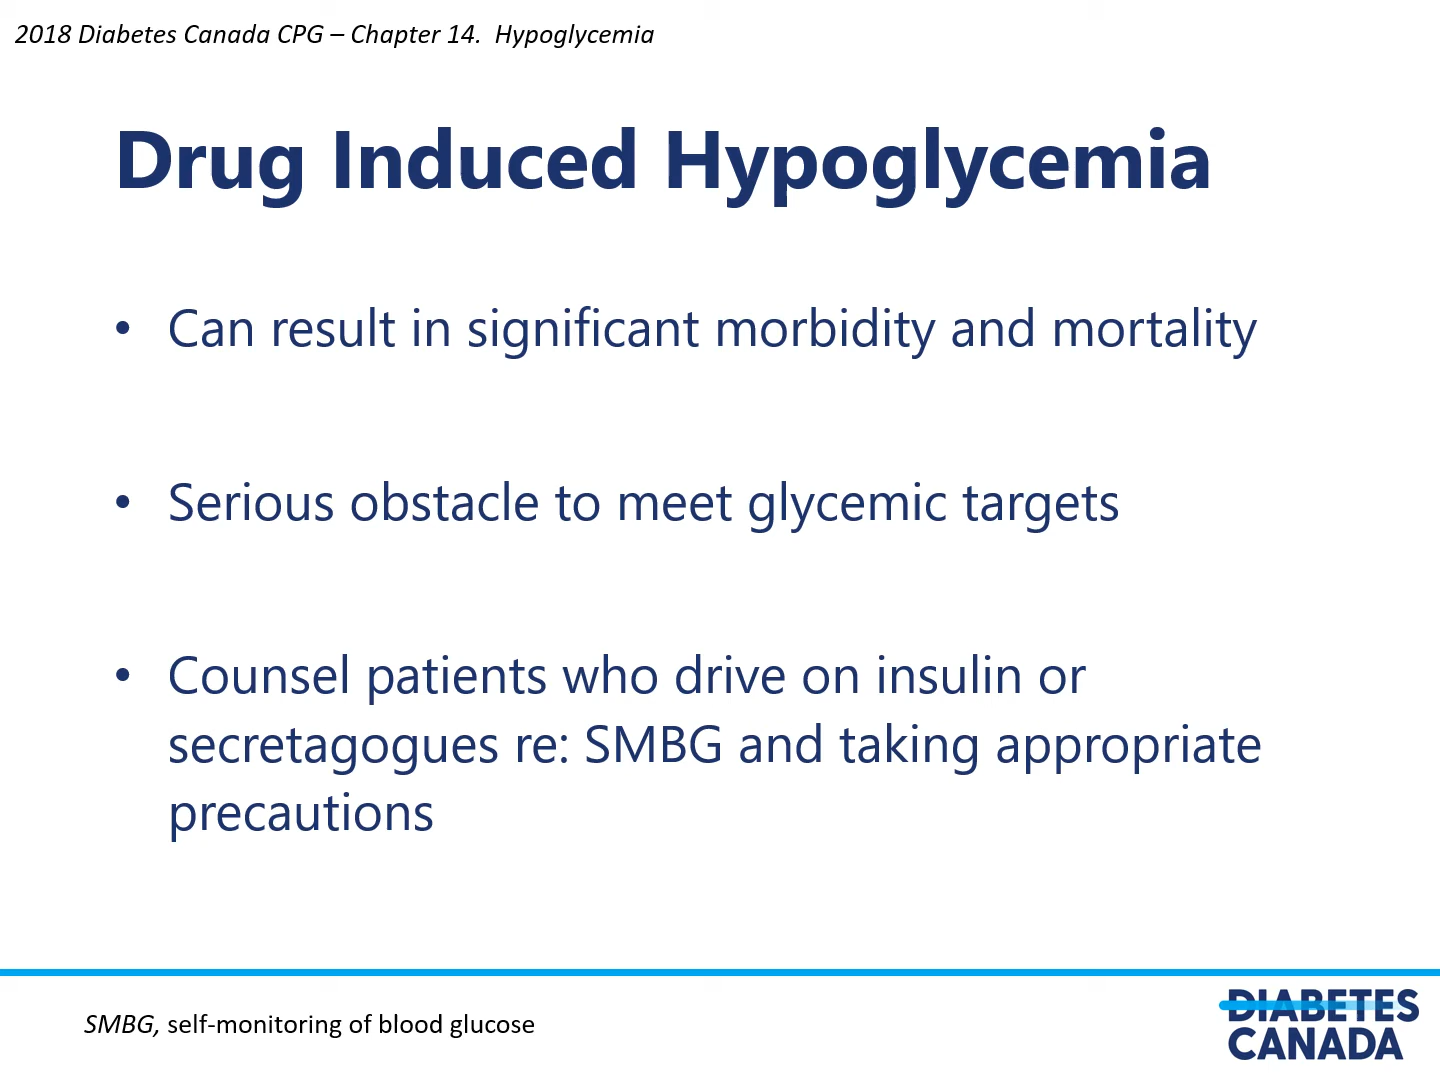 2018 Diabetes Canada CPG – Chapter 14.  Hypoglycemia
Drug Induced Hypoglycemia
• Can result in significant morbidity and mortality
• Serious obstacle to meet glycemic targets
• Counsel patients who drive on insulin or
secretagogues re: SMBG and taking appropriate
precautions
SMBG, self-monitoring of blood glucose
DIABETES
CANADA